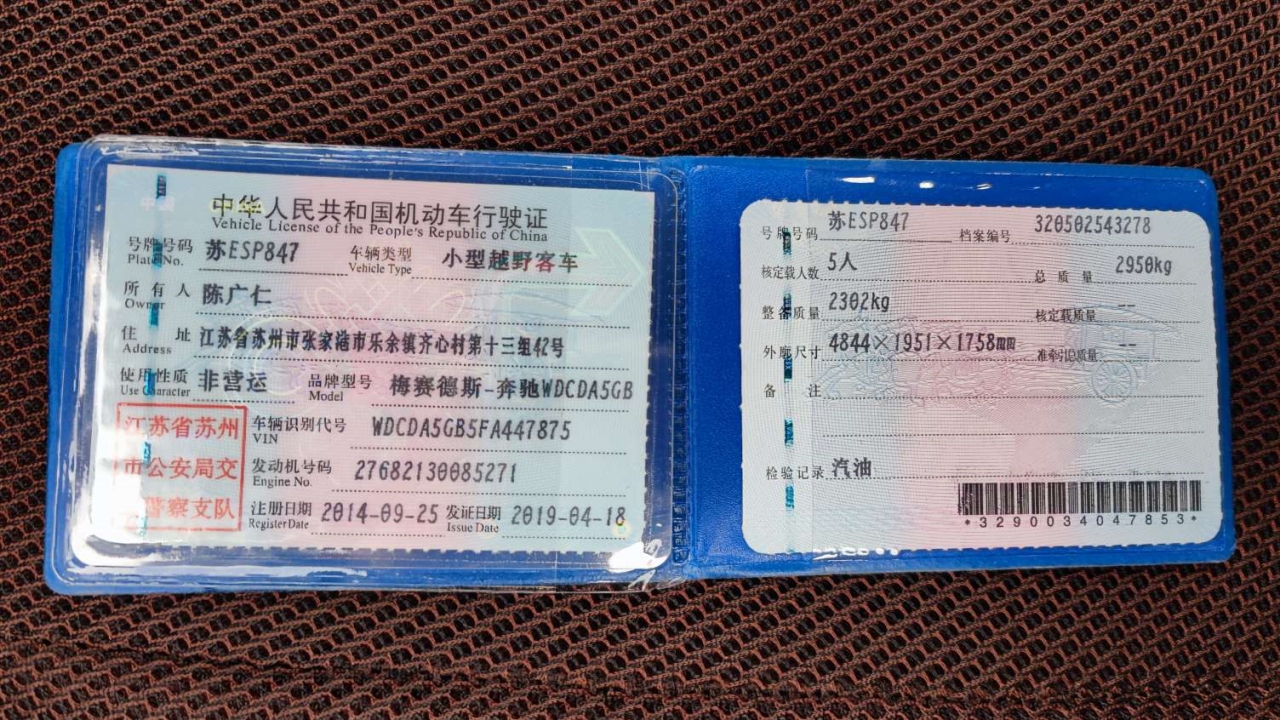 中华人民共和国机动车行驶证
Vehicle License of the People's Republic of China
号牌号码 苏ESP847 车辆类型 小型越野客车
Plate No. Vehicle Type
所有人 陈广仁
Owner
住址 江苏省苏州市张家港市乐余镇齐心村第十三组42号
Address
使用性质 非营运 品牌型号 梅赛德斯-奔驰WDCDA5GB
Use Character Model
江苏省苏州
市公安局交
警察支队
车辆识别代号 WDCDA5GB5FA447875
VIN
发动机号码 27682130085271
Engine No.
注册日期 2014-09-25 发证日期 2019-04-18
Register Date Issue Date
号牌号码 苏ESP847 档案编号 320502543278
核定载人数 5人 总质量 2950kg
整备质量 2302kg 核定载质量 --
外廓尺寸 4844×1951×1758mm 准牵引总质量 --
备注
检验记录 汽油
*3290034047853*